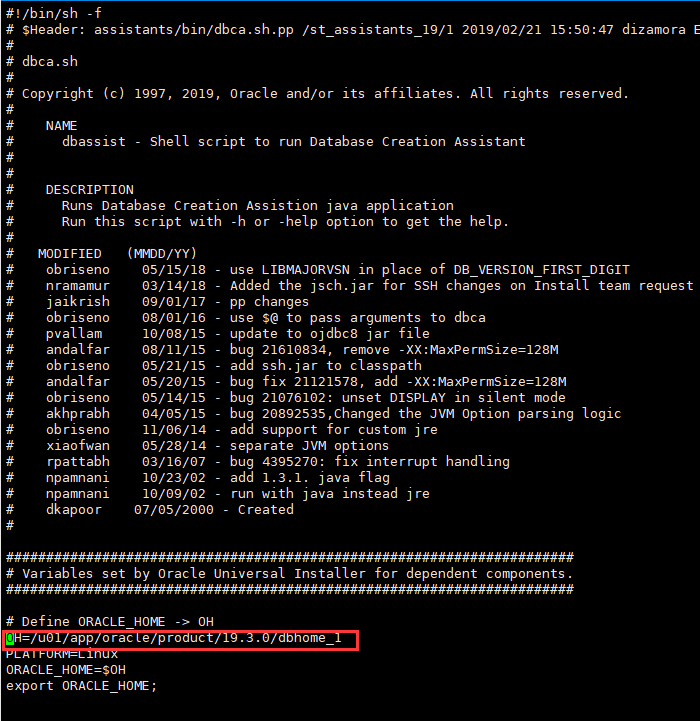 #!/bin/sh -f
# $Header: assistants/bin/dbca.sh.pp /st_assistants_19/1 2019/02/21 15:50:47 dizamora E
#
# dbca.sh
#
# Copyright (c) 1997, 2019, Oracle and/or its affiliates. All rights reserved.
#
#    NAME
#      dbassist - Shell script to run Database Creation Assistant
#
#
#    DESCRIPTION
#      Runs Database Creation Assistion java application
#      Run this script with -h or -help option to get the help.
#
#   MODIFIED   (MMDD/YY)
#    obriseno    05/15/18 - use LIBMAJORVSN in place of DB_VERSION_FIRST_DIGIT
#    nramamur    03/14/18 - Added the jsch.jar for SSH changes on Install team request
#    jaikrish    09/01/17 - pp changes
#    obriseno    08/01/16 - use $@ to pass arguments to dbca
#    pvallam     10/08/15 - update to ojdbc8 jar file
#    andalfar    08/11/15 - bug 21610834, remove -XX:MaxPermSize=128M
#    obriseno    05/21/15 - add ssh.jar to classpath
#    andalfar    05/20/15 - bug fix 21121578, add -XX:MaxPermSize=128M
#    obriseno    05/14/15 - bug 21076102: unset DISPLAY in silent mode
#    akhprabh    04/05/15 - bug 20892535,Changed the JVM Option parsing logic
#    obriseno    11/06/14 - add support for custom jre
#    xiaofwan    05/28/14 - separate JVM options
#    rpattabh    03/16/07 - bug 4395270: fix interrupt handling
#    npamnani    10/23/02 - add 1.3.1. java flag
#    npamnani    10/09/02 - run with java instead jre
#    dkapoor    07/05/2000 - Created
#
#######################################################################
# Variables set by Oracle Universal Installer for dependent components.
#######################################################################
# Define ORACLE_HOME -> OH
OH=/u01/app/oracle/product/19.3.0/dbhome_1
PLATFORM=Linux
ORACLE_HOME=$OH
export ORACLE_HOME;